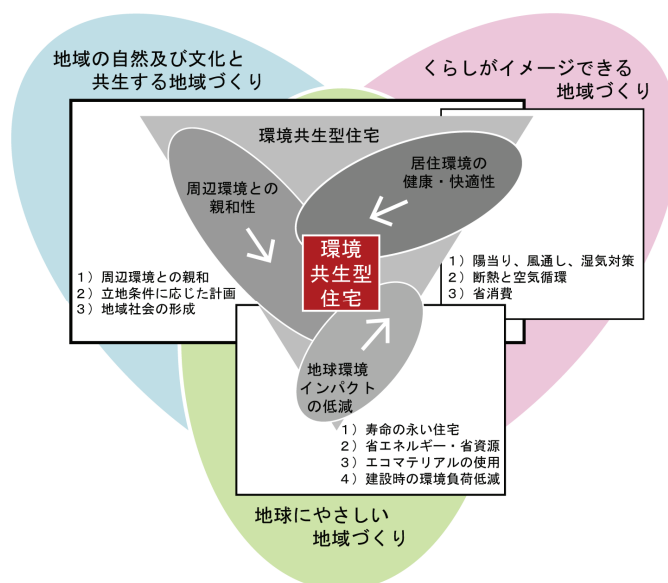 地域の自然及び文化と
共生する地域づくり
くらしがイメージできる
地域づくり
環境共生型住宅
居住環境の
健康・快適性
周辺環境との
親和性
環境
共生型
住宅
1）周辺環境との親和
2）立地条件に応じた計画
3）地域社会の形成
1）陽当り、風通し、湿気対策
2）断熱と空気循環
3）省消費
地球環境
インパクト
の低減
1）寿命の永い住宅
2）省エネルギー・省資源
3）エコマテリアルの使用
4）建設時の環境負荷低減
地球にやさしい
地域づくり